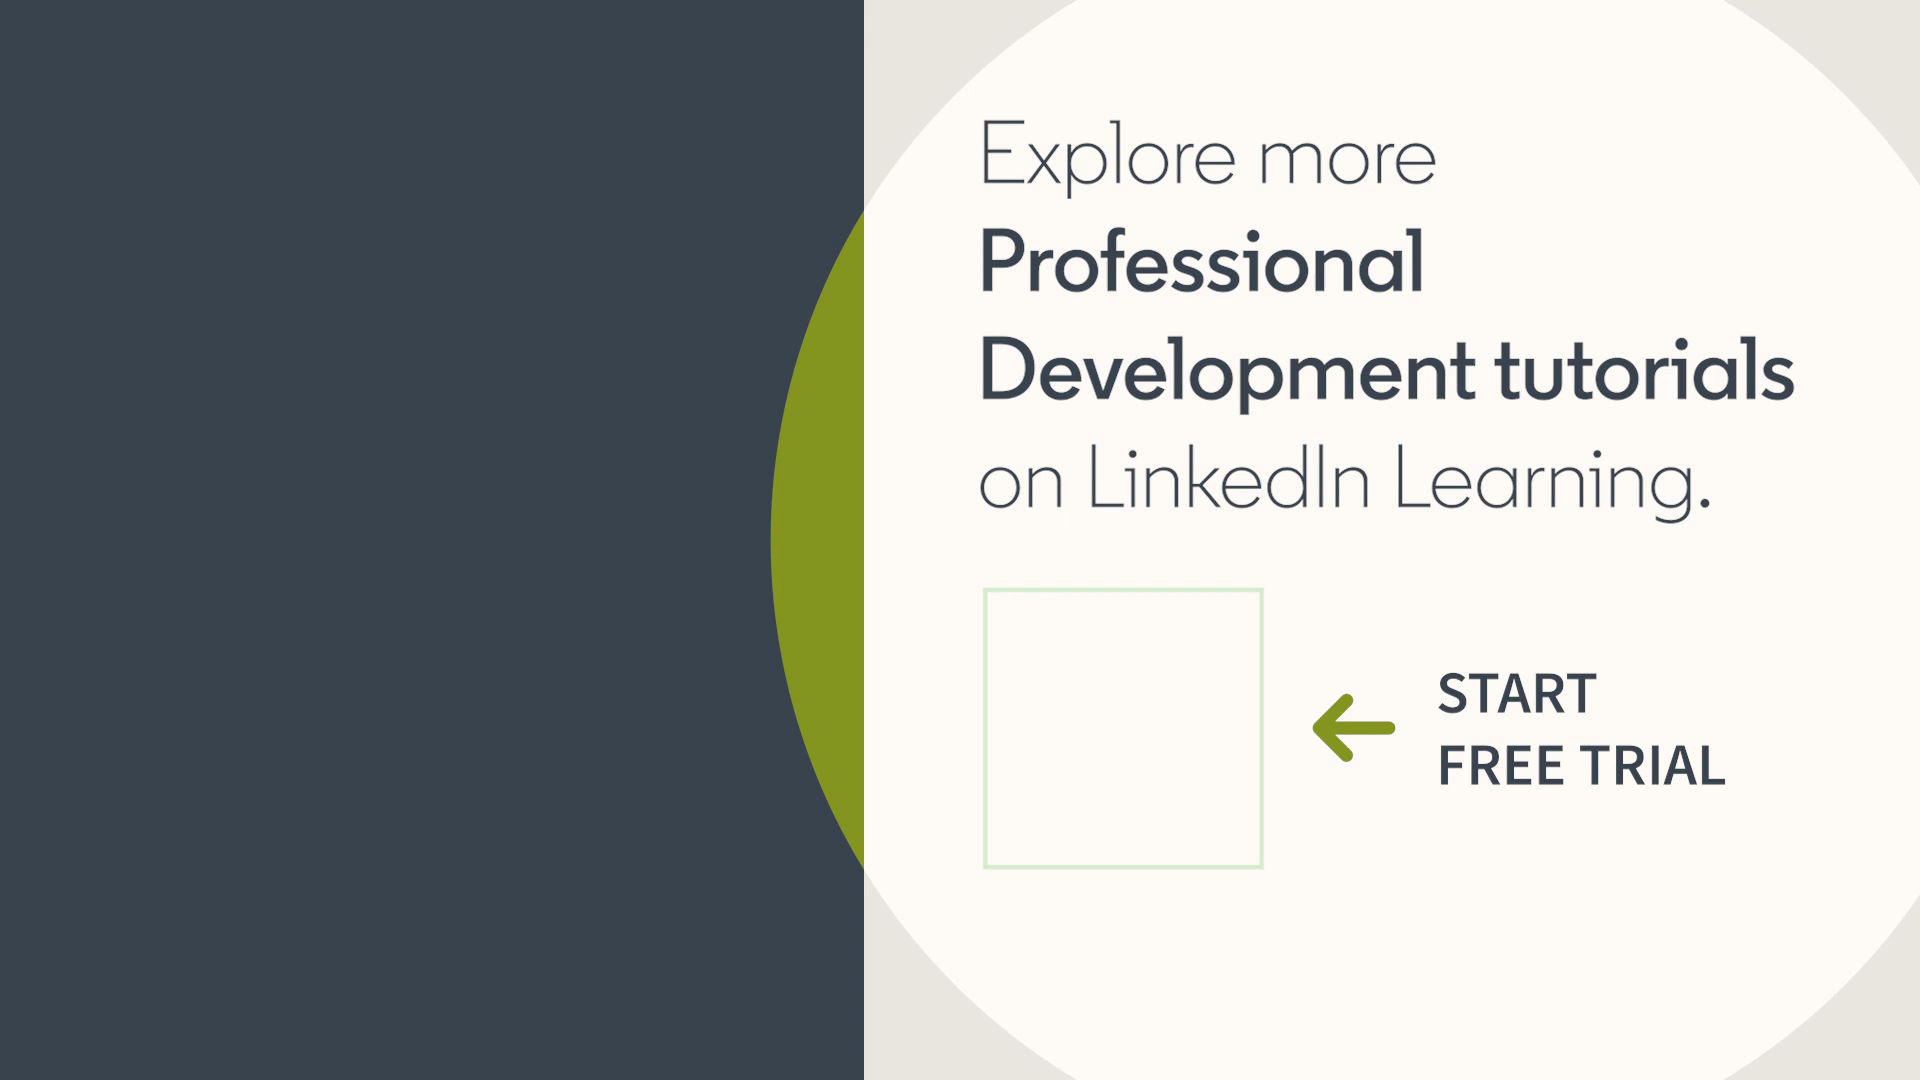 Explore more
Professional
Development tutorials
on LinkedIn Learning.
START
FREE TRIAL